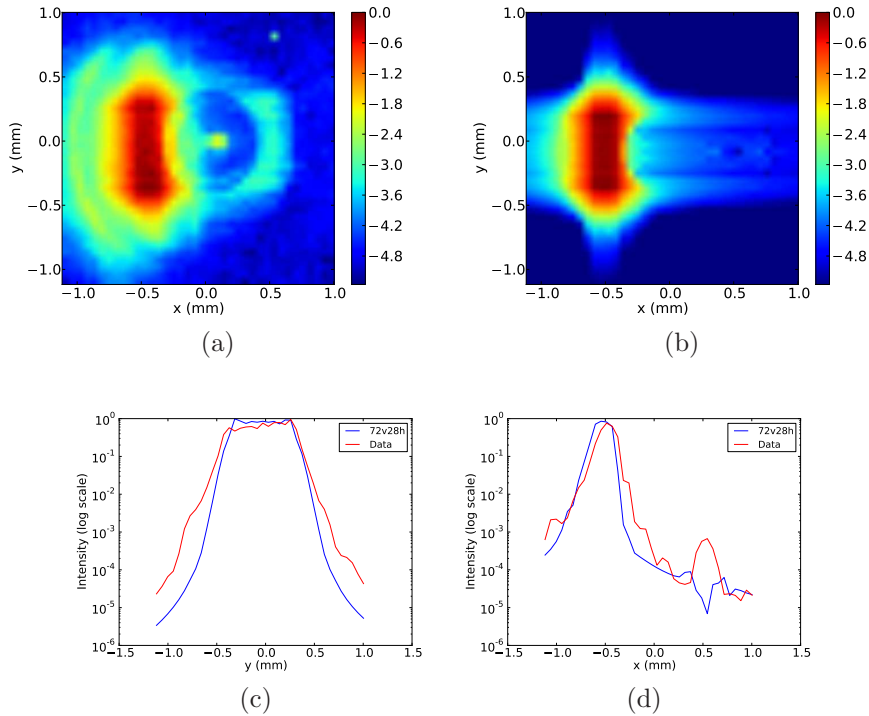 1.0
0.5
0.0
−0.5
−1.0
y (mm)
−1.0 −0.5 0.0 0.5 1.0
x (mm)
0.0
−0.6
−1.2
−1.8
−2.4
−3.0
−3.6
−4.2
−4.8
(a)
1.0
0.5
0.0
−0.5
−1.0
y (mm)
−1.0 −0.5 0.0 0.5 1.0
x (mm)
0.0
−0.6
−1.2
−1.8
−2.4
−3.0
−3.6
−4.2
−4.8
(b)
10^0
10^-1
10^-2
10^-3
10^-4
10^-5
10^-6
Intensity (log scale)
72v28h
Data
−1.5 −1.0 −0.5 0.0 0.5 1.0 1.5
y (mm)
(c)
10^0
10^-1
10^-2
10^-3
10^-4
10^-5
10^-6
Intensity (log scale)
72v28h
Data
−1.5 −1.0 −0.5 0.0 0.5 1.0 1.5
x (mm)
(d)